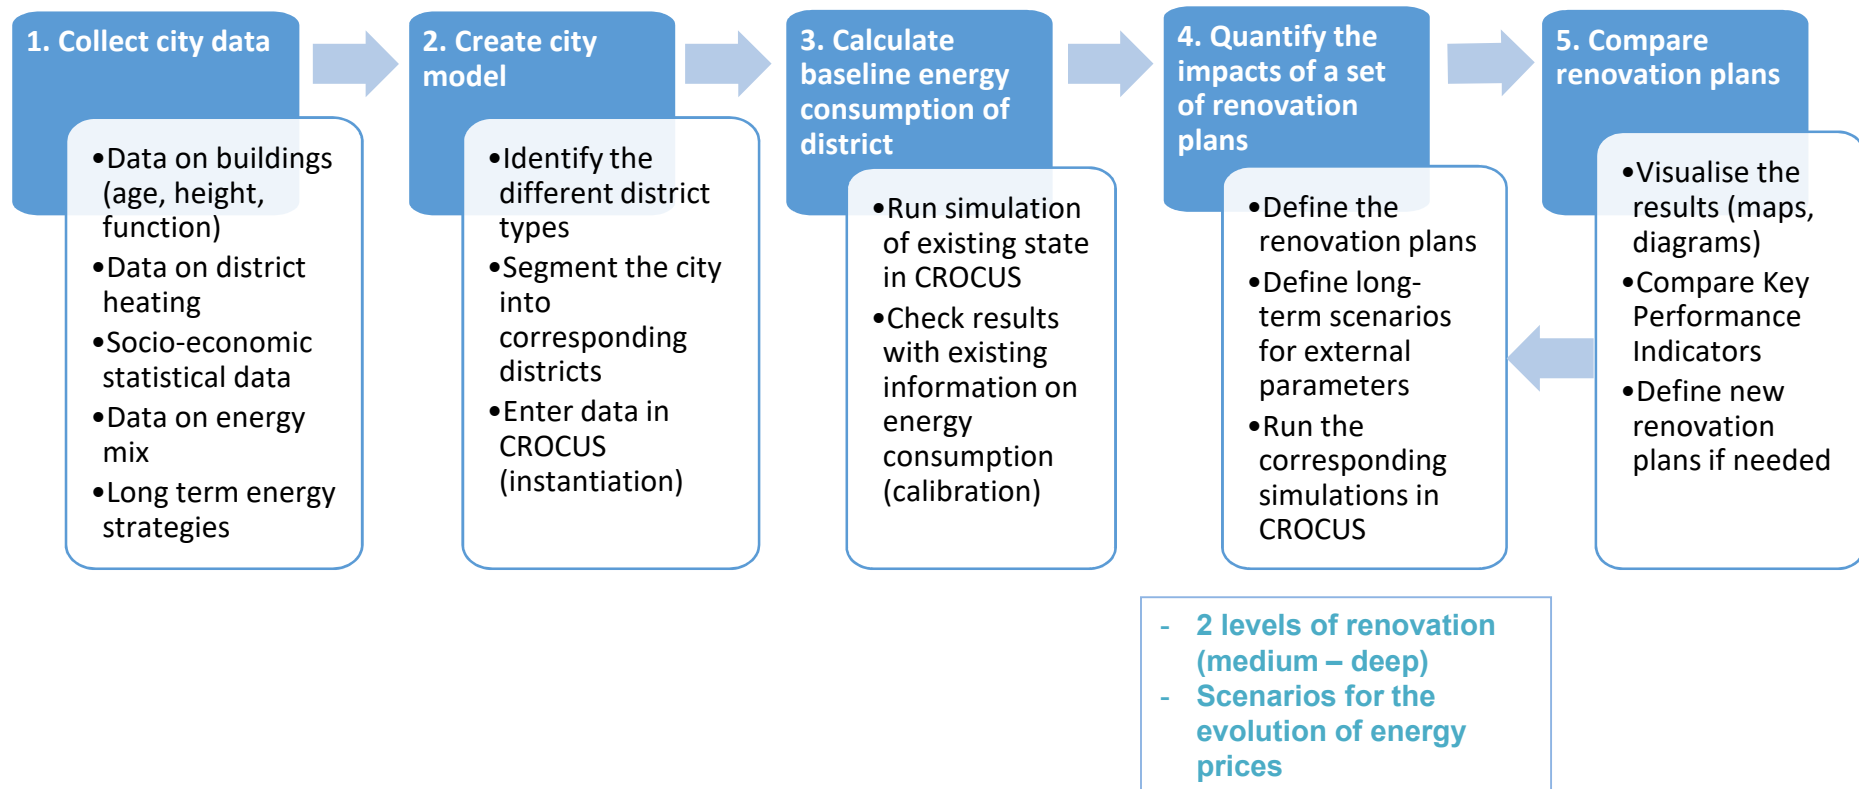 1. Collect city data
•Data on buildings
(age, height,
function)
•Data on district
heating
•Socio-economic
statistical data
•Data on energy
mix
•Long term energy
strategies
2. Create city
model
•Identify the
different district
types
•Segment the city
into
corresponding
districts
•Enter data in
CROCUS
(instantiation)
3. Calculate
baseline energy
consumption of
district
•Run simulation
of existing state
in CROCUS
•Check results
with existing
information on
energy
consumption
(calibration)
4. Quantify the
impacts of a set
of renovation
plans
•Define the
renovation plans
•Define long-
term scenarios
for external
parameters
•Run the
corresponding
simulations in
CROCUS
5. Compare
renovation plans
•Visualise the
results (maps,
diagrams)
•Compare Key
Performance
Indicators
•Define new
renovation
plans if needed
- 2 levels of renovation
(medium – deep)
- Scenarios for the
evolution of energy
prices